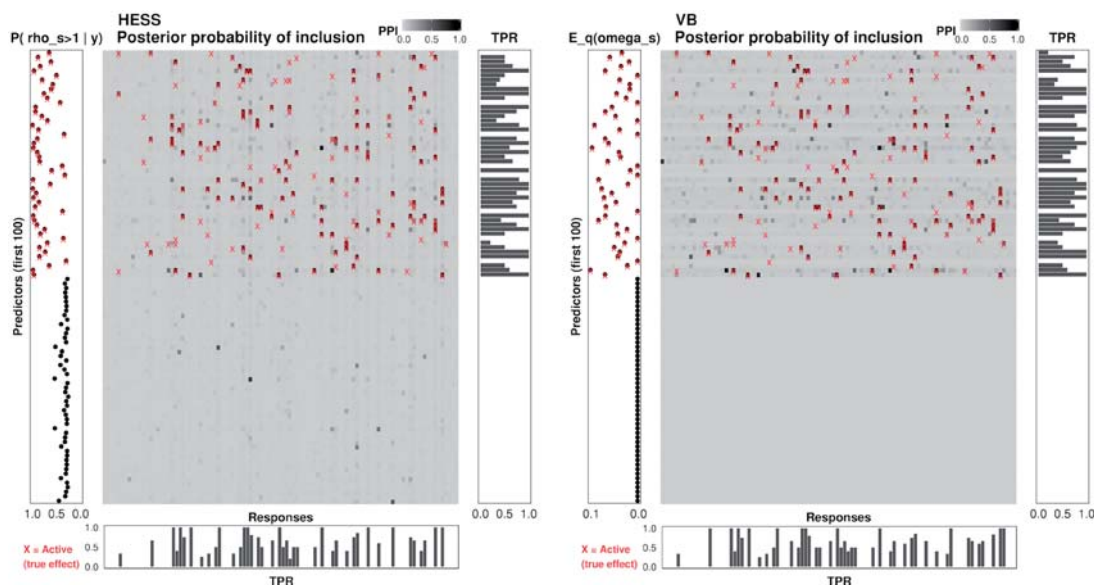 HESS
P( rho_s>1 | y) Posterior probability of inclusion PPI 0.0 0.5 1.0 TPR
Predictors (first 100)
1.0 0.5 0.0
0.0 0.5 1.0
Responses
X = Active
(true effect)
1.0
0.5
0.0
TPR
VB
E_q(omega_s) Posterior probability of inclusion PPI 0.0 0.5 1.0 TPR
Predictors (first 100)
0.1 0.0
0.0 0.5 1.0
Responses
X = Active
(true effect)
1.0
0.5
0.0
TPR